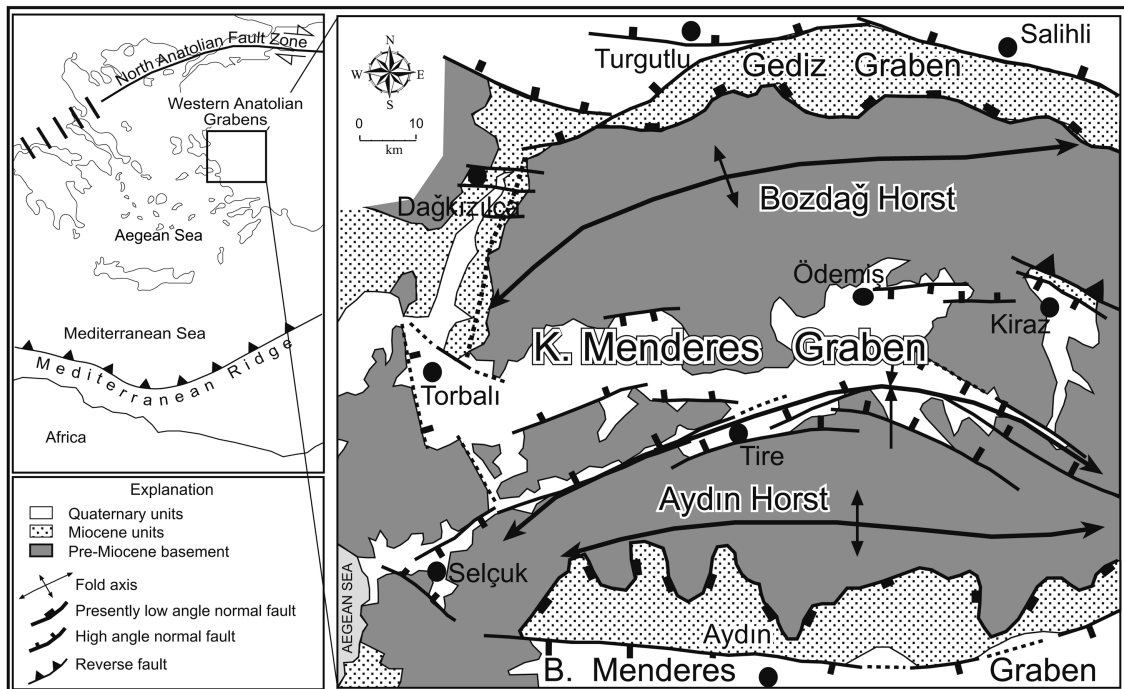 North Anatolian Fault Zone
Western Anatolian
Grabens
Aegean Sea
Mediterranean Sea
Mediterranean Ridge
Africa
Explanation
Quaternary units
Miocene units
Pre-Miocene basement
Fold axis
Presently low angle normal fault
High angle normal fault
Reverse fault
N
W E
S
0 10
km
Turgutlu
Salihli
Gediz Graben
Dağkızılca
Bozdağ Horst
Ödemiş
Kiraz
K. Menderes Graben
Torbalı
Tire
Aydın Horst
Selçuk
AEGEAN SEA
Aydın
B. Menderes Graben